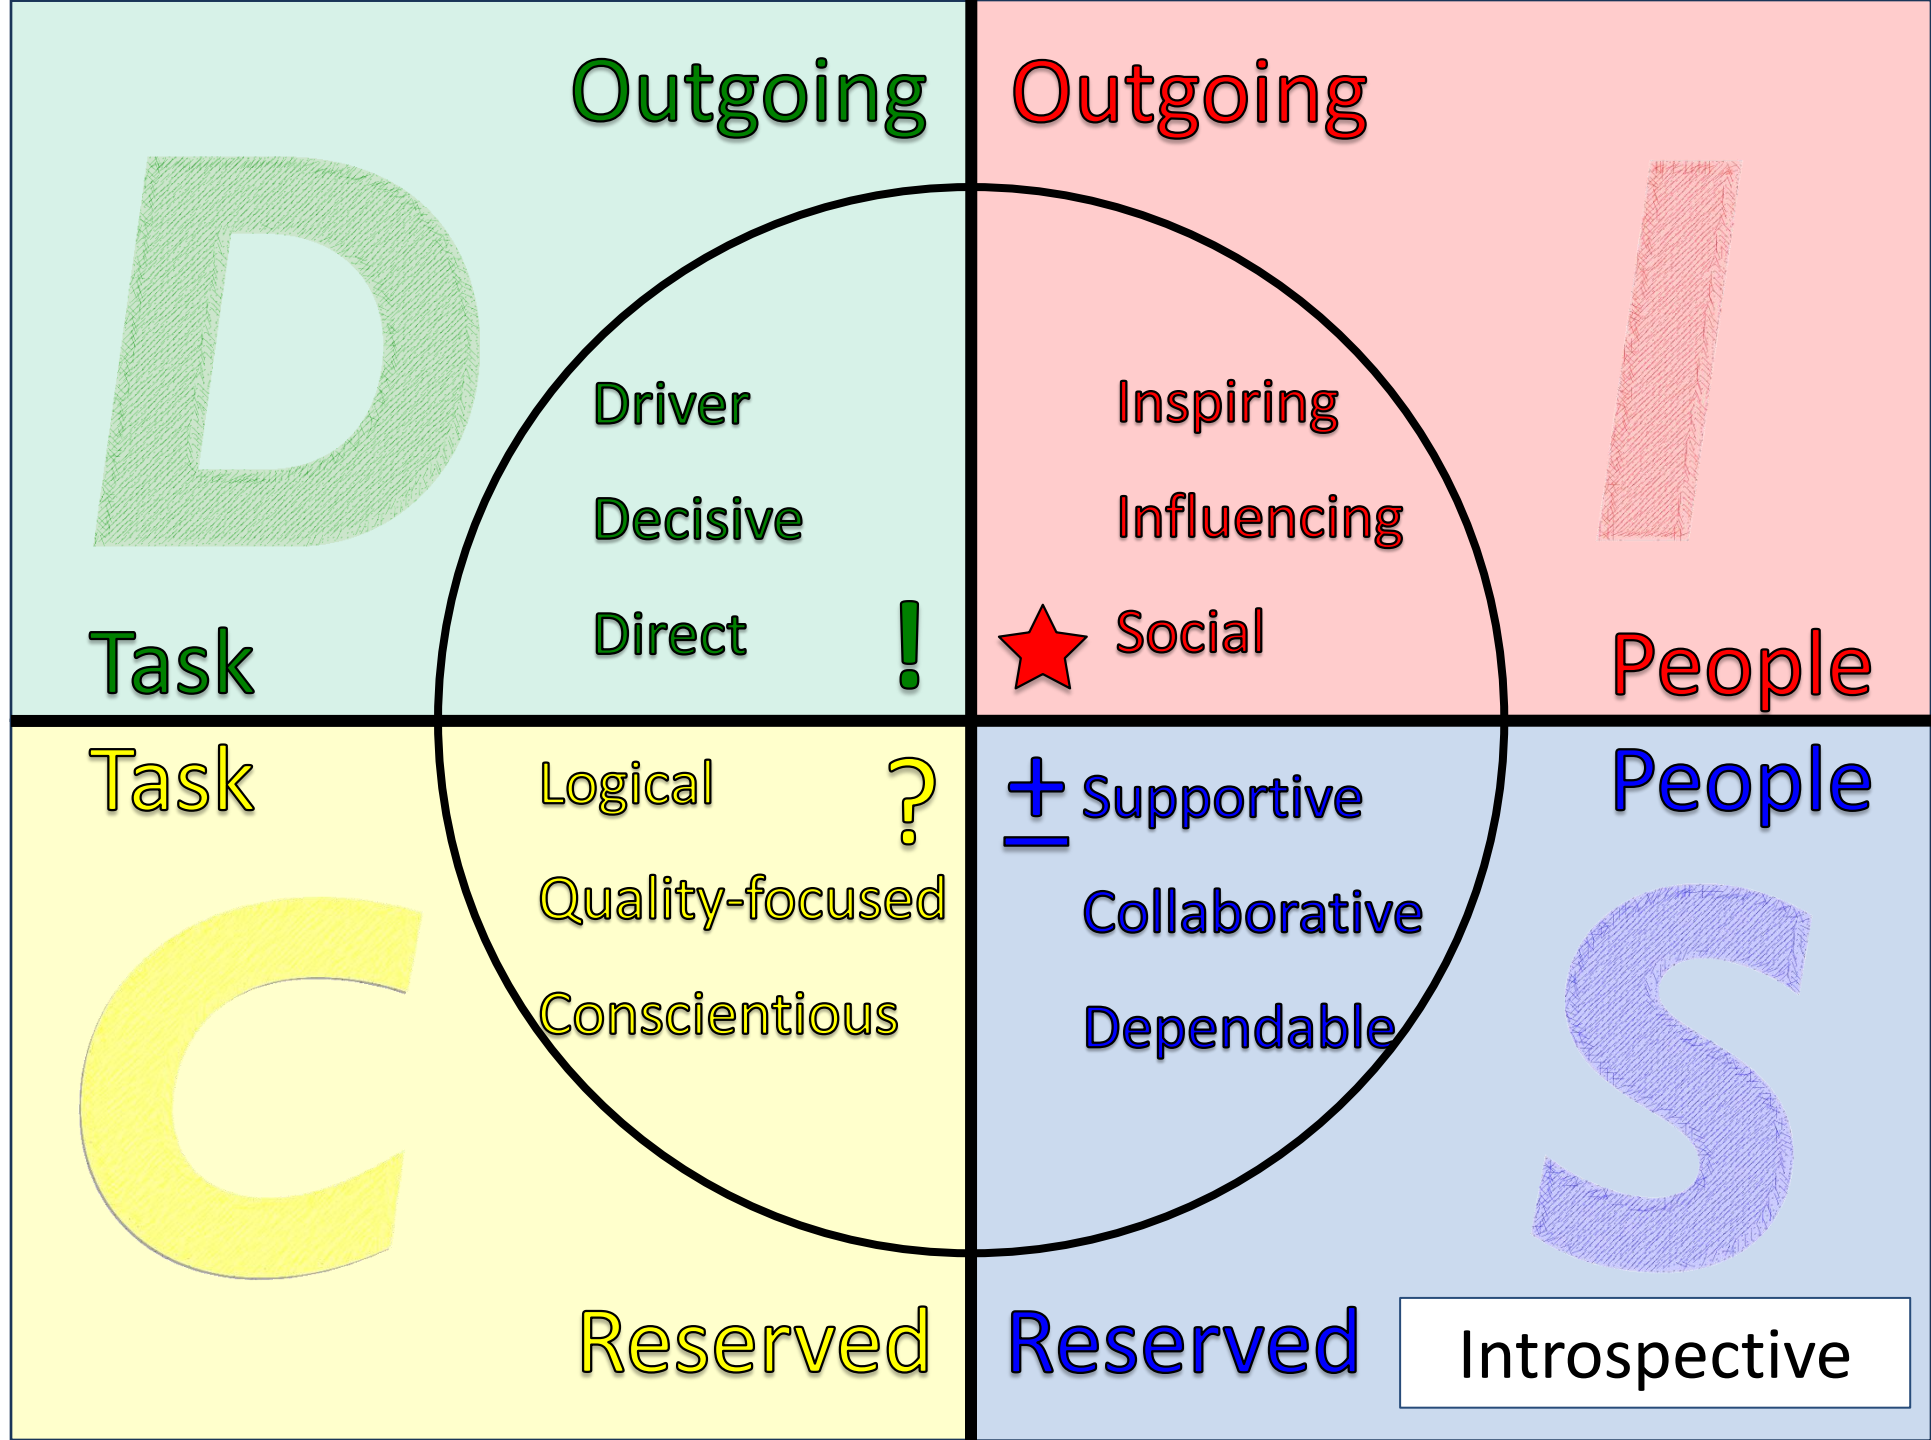 Outgoing
D
Driver
Decisive
Direct
!
Task
Outgoing
I
Inspiring
Influencing
Social
People
Task
Logical
?
Quality-focused
Conscientious
C
Reserved
±
Supportive
Collaborative
Dependable
People
S
Reserved
Introspective